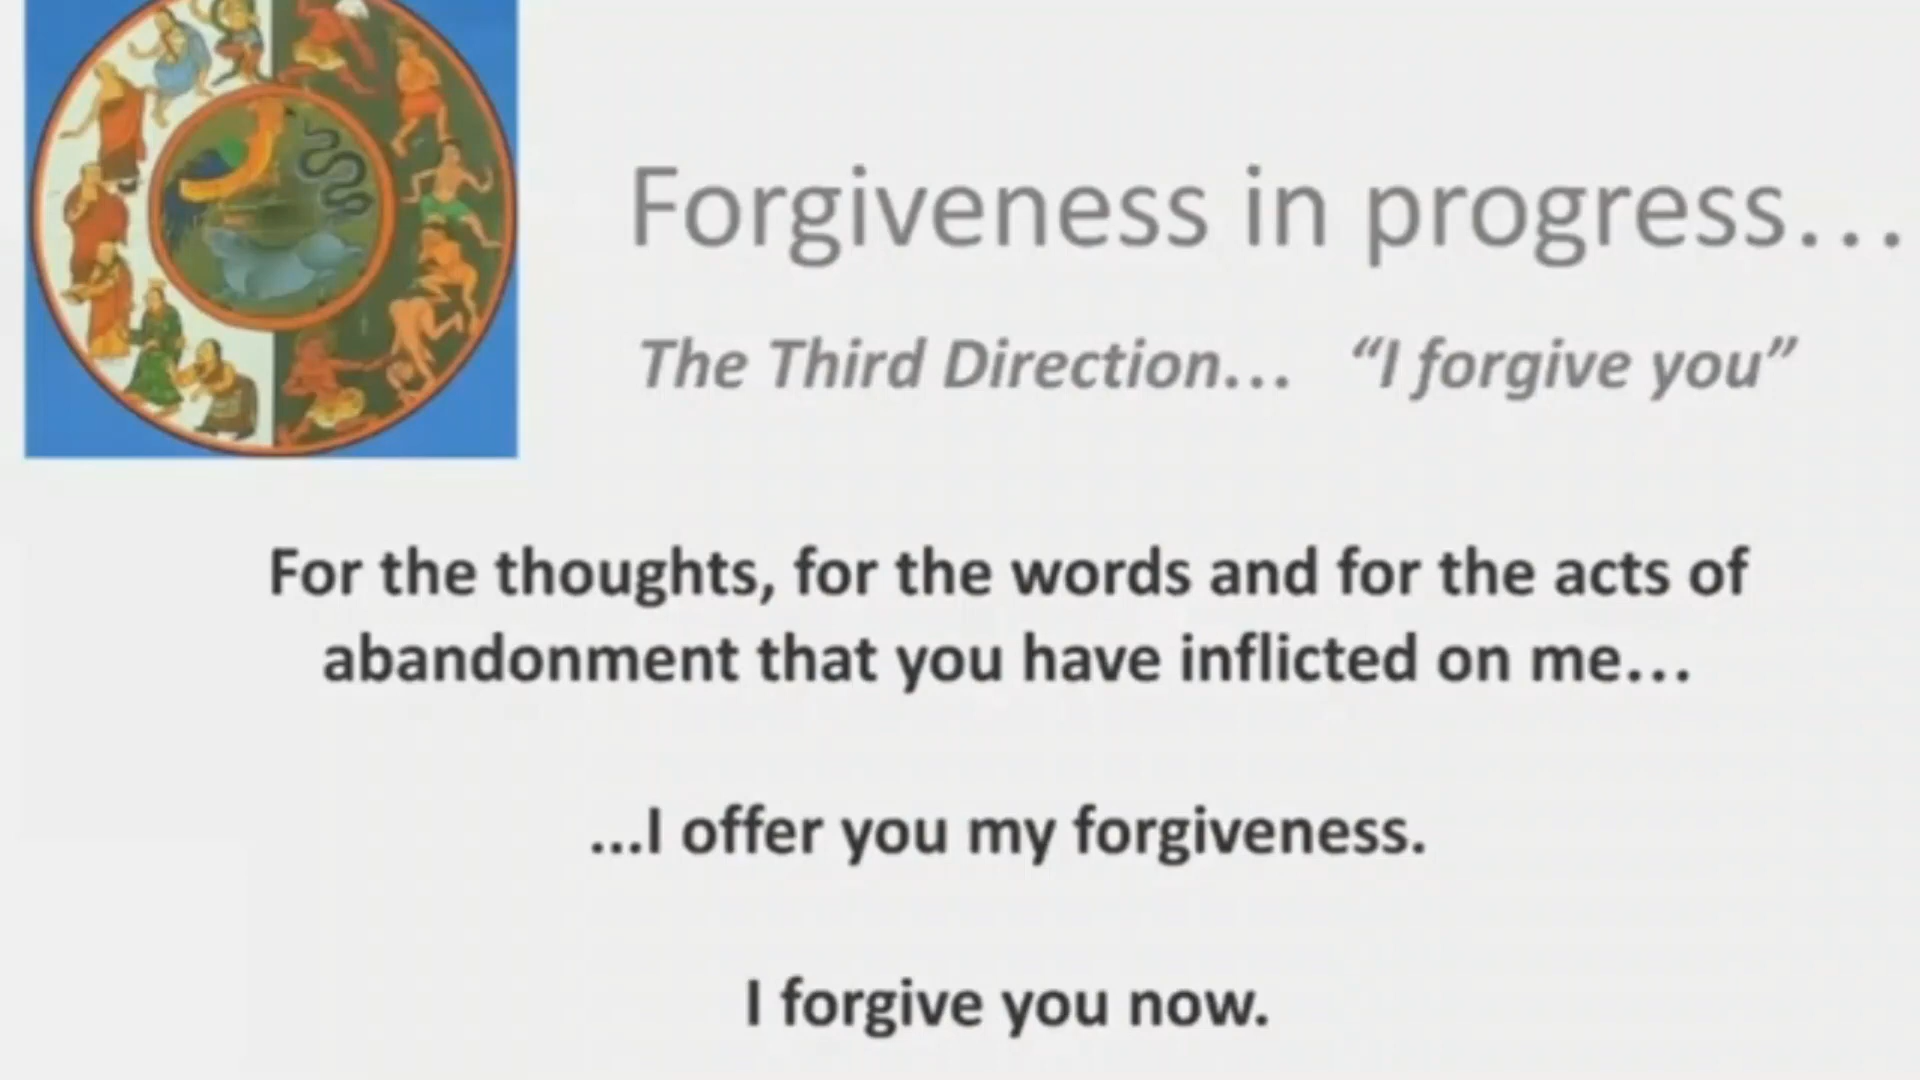 Forgiveness in progress...
The Third Direction... “I forgive you”
For the thoughts, for the words and for the acts of
abandonment that you have inflicted on me...
...I offer you my forgiveness.
I forgive you now.